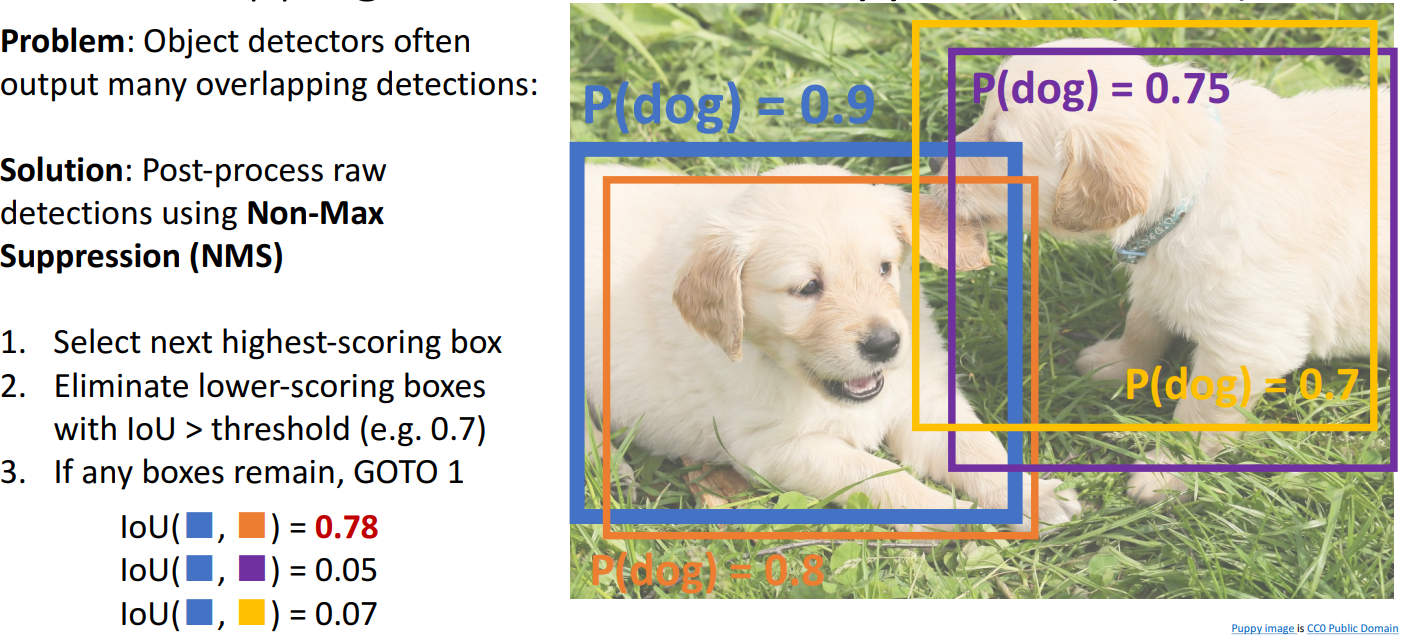 Problem: Object detectors often
output many overlapping detections:
Solution: Post-process raw
detections using Non-Max
Suppression (NMS)
1. Select next highest-scoring box
2. Eliminate lower-scoring boxes
with IoU > threshold (e.g. 0.7)
3. If any boxes remain, GOTO 1
IoU( , ) = 0.78
IoU( , ) = 0.05
IoU( , ) = 0.07
P(dog) = 0.9
P(dog) = 0.75
P(dog) = 0.7
P(dog) = 0.8
Puppy image is CC0 Public Domain